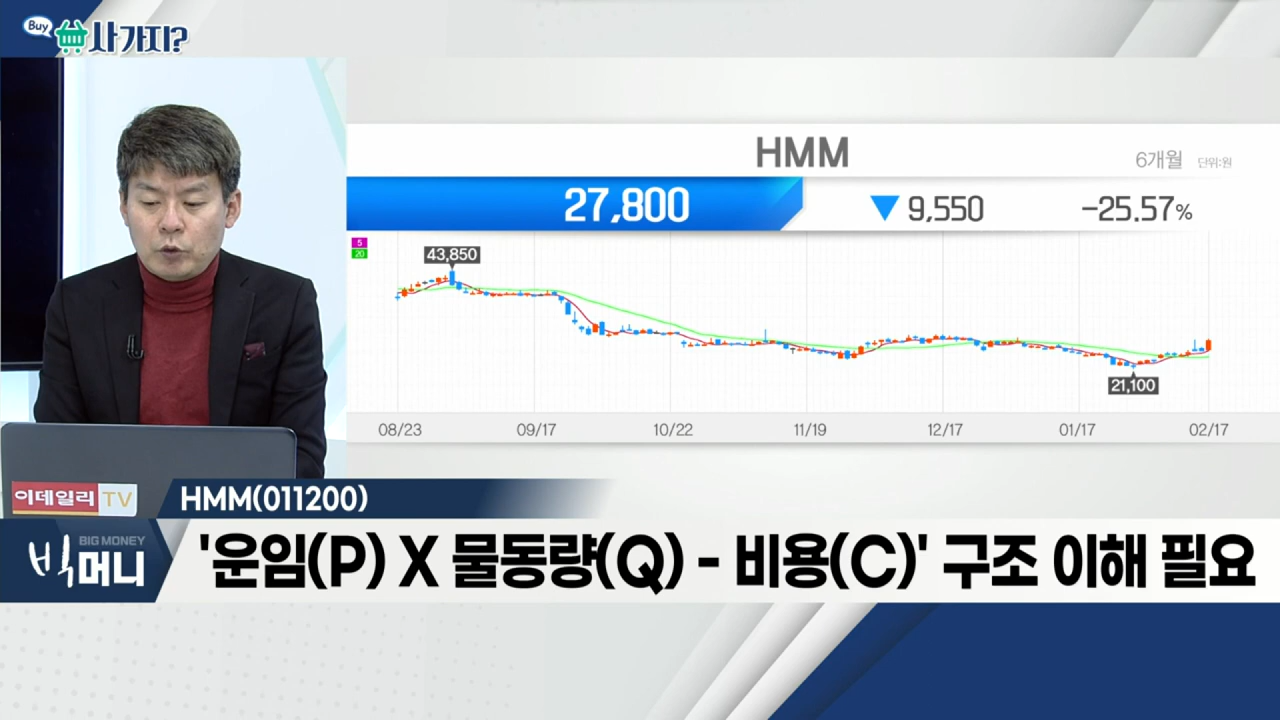 Buy 사 가지?
HMM
6개월 단위:원
27,800 ▼ 9,550 -25.57%
5
20
43,850
21,100
08/23 09/17 10/22 11/19 12/17 01/17 02/17
이데일리 TV
HMM(011200)
BIG MONEY
빅머니
'운임(P) X 물동량(Q) - 비용(C)' 구조 이해 필요